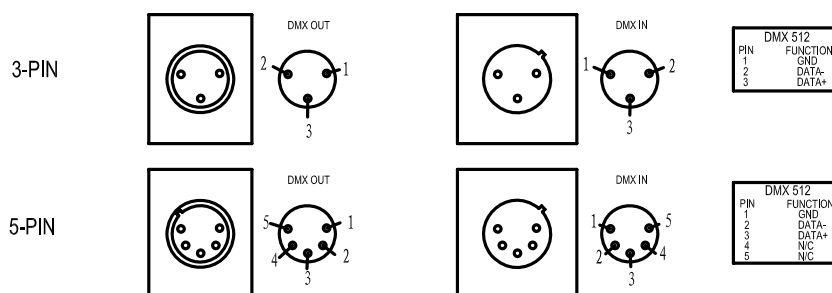 3-PIN
DMX OUT
2
1
3
DMX IN
1
2
3
DMX 512
PIN FUNCTION
1 GND
2 DATA-
3 DATA+
5-PIN
DMX OUT
5
1
4
2
3
DMX IN
1
5
2
4
3
DMX 512
PIN FUNCTION
1 GND
2 DATA-
3 DATA+
4 N/C
5 N/C